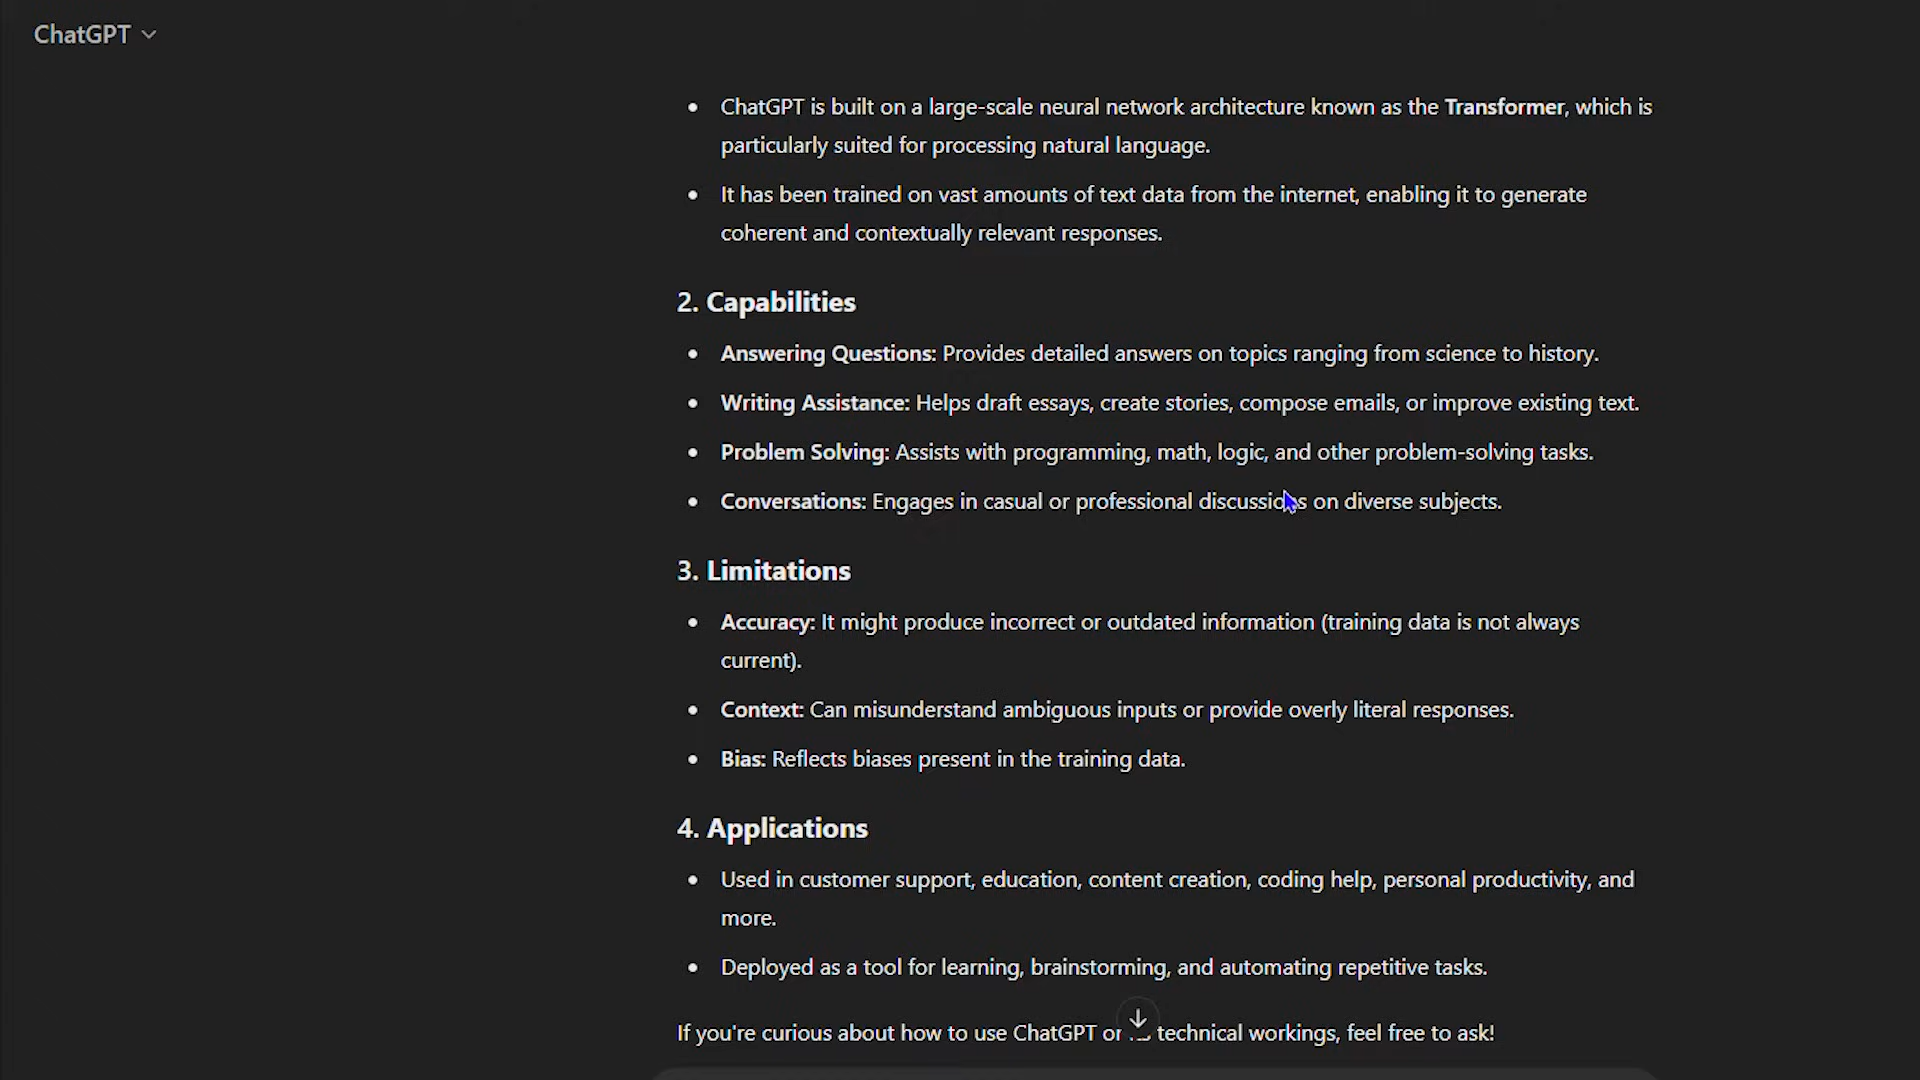 ChatGPT
ChatGPT is built on a large-scale neural network architecture known as the Transformer, which is
particularly suited for processing natural language.
It has been trained on vast amounts of text data from the internet, enabling it to generate
coherent and contextually relevant responses.
2. Capabilities
Answering Questions: Provides detailed answers on topics ranging from science to history.
Writing Assistance: Helps draft essays, create stories, compose emails, or improve existing text.
Problem Solving: Assists with programming, math, logic, and other problem-solving tasks.
Conversations: Engages in casual or professional discussions on diverse subjects.
3. Limitations
Accuracy: It might produce incorrect or outdated information (training data is not always
current).
Context: Can misunderstand ambiguous inputs or provide overly literal responses.
Bias: Reflects biases present in the training data.
4. Applications
Used in customer support, education, content creation, coding help, personal productivity, and
more.
Deployed as a tool for learning, brainstorming, and automating repetitive tasks.
If you're curious about how to use ChatGPT or technical workings, feel free to ask!